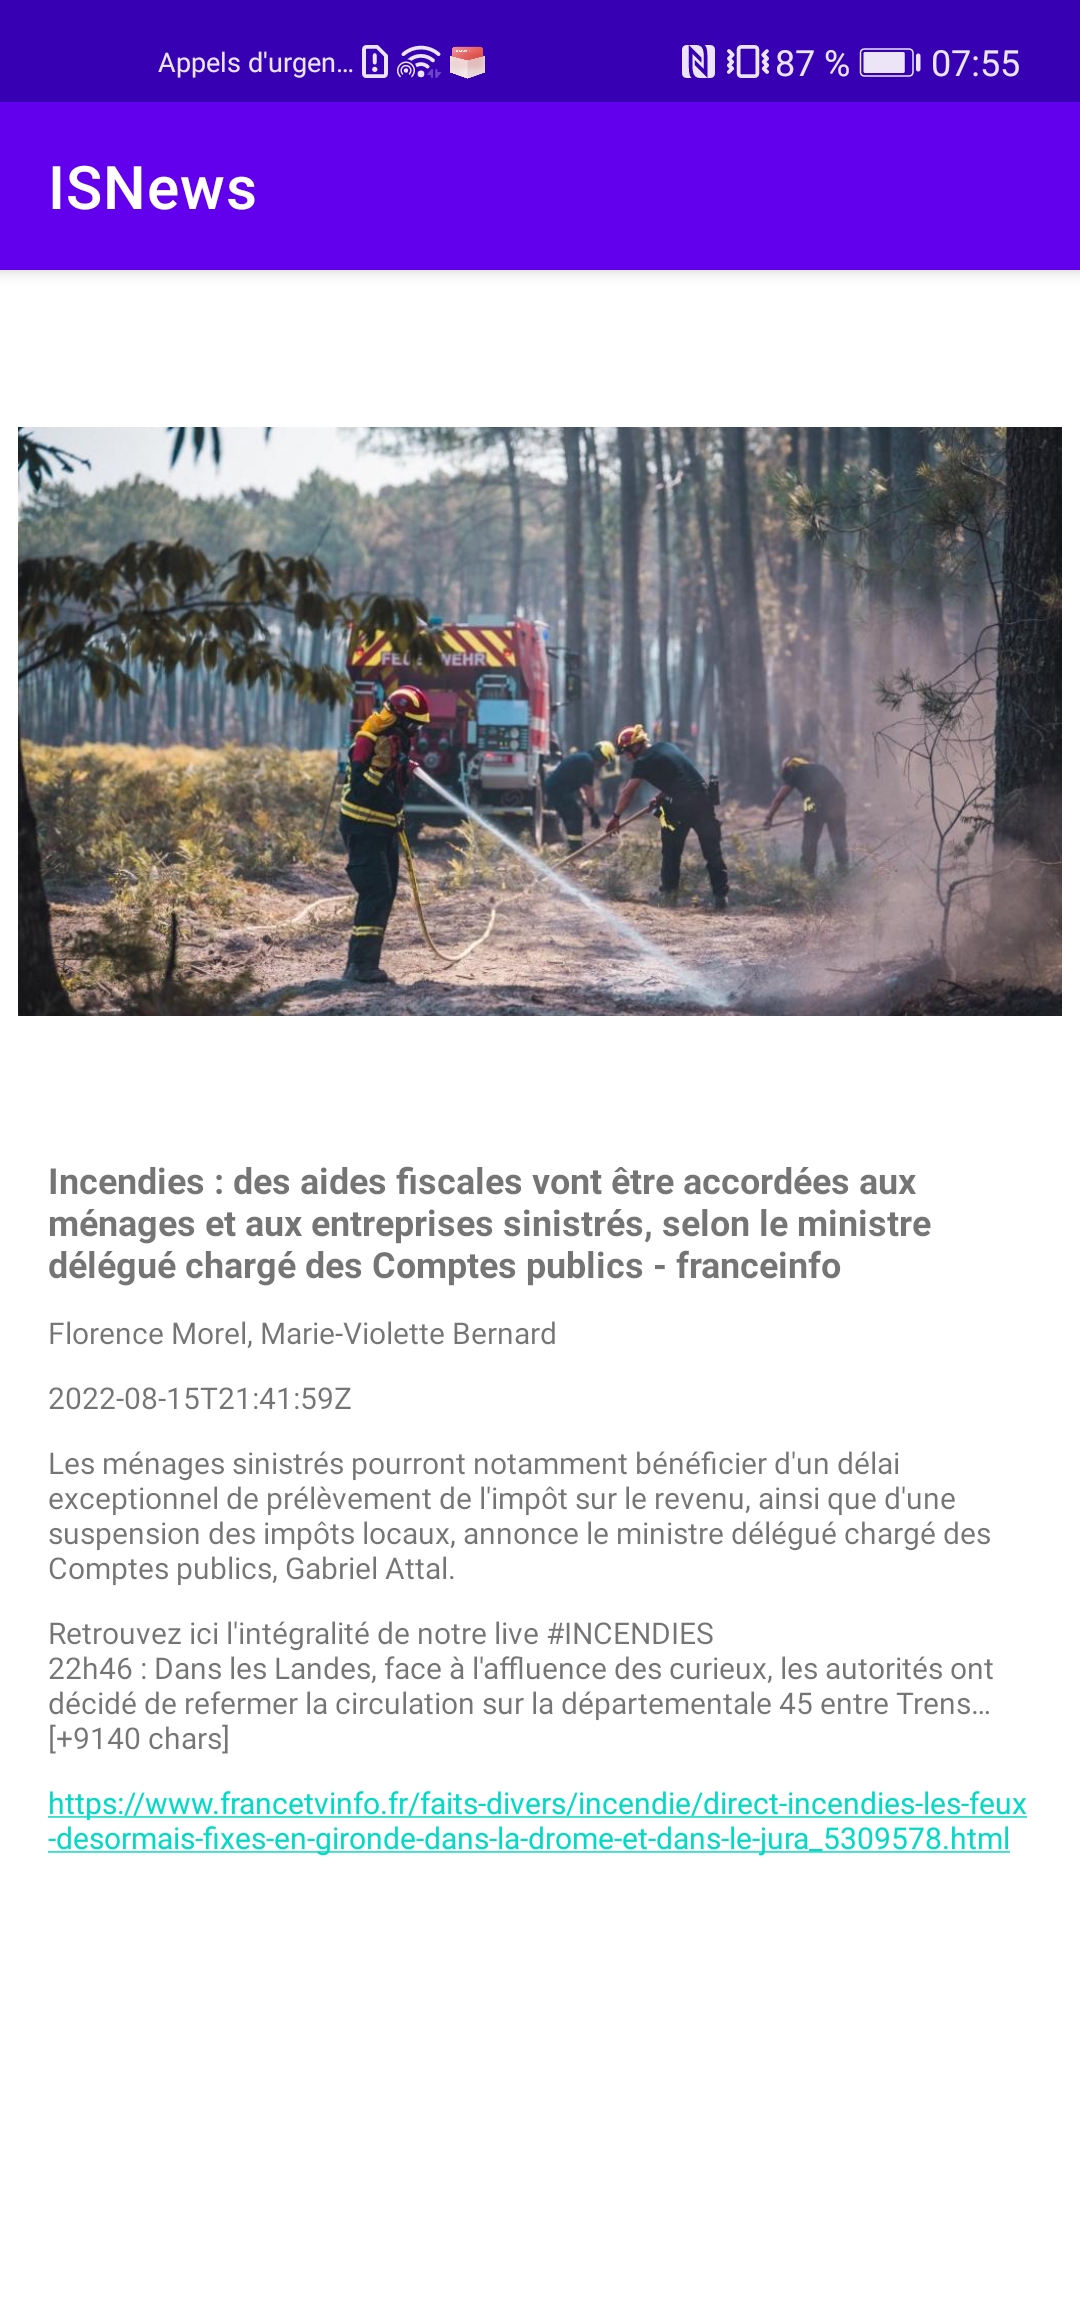 Appels d'urgen... 87 % 07:55
ISNews
FEUERWEHR
Incendies : des aides fiscales vont être accordées aux
ménages et aux entreprises sinistrés, selon le ministre
délégué chargé des Comptes publics - franceinfo
Florence Morel, Marie-Violette Bernard
2022-08-15T21:41:59Z
Les ménages sinistrés pourront notamment bénéficier d'un délai
exceptionnel de prélèvement de l'impôt sur le revenu, ainsi que d'une
suspension des impôts locaux, annonce le ministre délégué chargé des
Comptes publics, Gabriel Attal.
Retrouvez ici l'intégralité de notre live #INCENDIES
22h46 : Dans les Landes, face à l'affluence des curieux, les autorités ont
décidé de refermer la circulation sur la départementale 45 entre Trens...
[+9140 chars]
https://www.francetvinfo.fr/faits-divers/incendie/direct-incendies-les-feux
-desormais-fixes-en-gironde-dans-la-drome-et-dans-le-jura_5309578.html